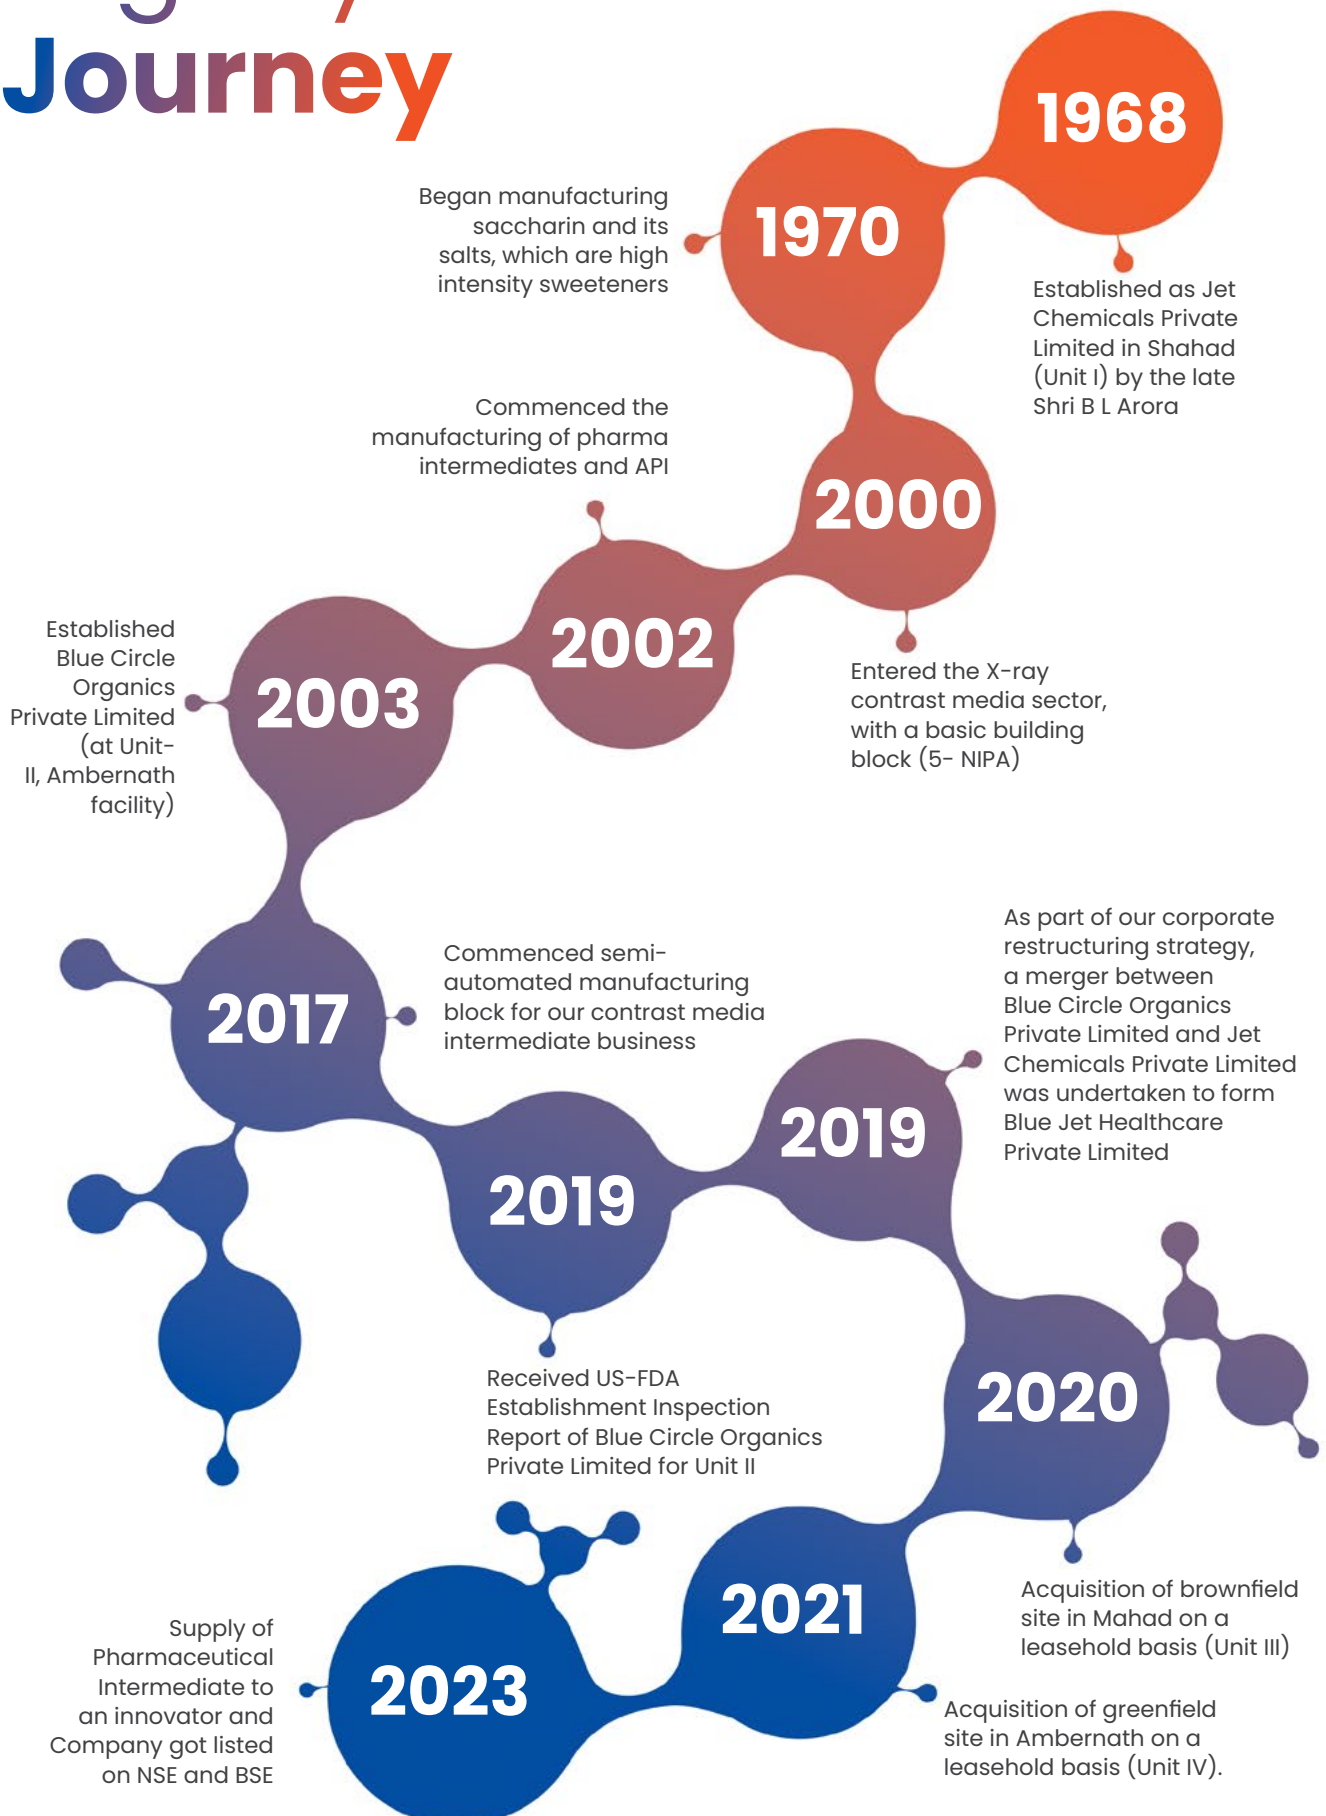 Journey
1968
Established as Jet
Chemicals Private
Limited in Shahad
(Unit I) by the late
Shri B L Arora
1970
Began manufacturing
saccharin and its
salts, which are high
intensity sweeteners
2000
Entered the X-ray
contrast media sector,
with a basic building
block (5- NIPA)
2002
Commenced the
manufacturing of pharma
intermediates and API
2003
Established
Blue Circle
Organics
Private Limited
(at Unit-
II, Ambernath
facility)
2017
Commenced semi-
automated manufacturing
block for our contrast media
intermediate business
2019
Received US-FDA
Establishment Inspection
Report of Blue Circle Organics
Private Limited for Unit II
2019
As part of our corporate
restructuring strategy,
a merger between
Blue Circle Organics
Private Limited and Jet
Chemicals Private Limited
was undertaken to form
Blue Jet Healthcare
Private Limited
2020
Acquisition of brownfield
site in Mahad on a
leasehold basis (Unit III)
2021
Acquisition of greenfield
site in Ambernath on a
leasehold basis (Unit IV).
2023
Supply of
Pharmaceutical
Intermediate to
an innovator and
Company got listed
on NSE and BSE